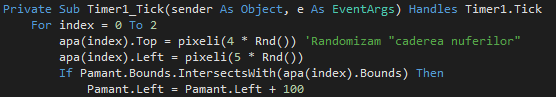 Private Sub Timer1_Tick(sender As Object, e As EventArgs) Handles Timer1.Tick
For index = 0 To 2
apa(index).Top = pixeli(4 * Rnd()) 'Randomizam "caderea nuferilor"
apa(index).Left = pixeli(5 * Rnd())
If Pamant.Bounds.IntersectsWith(apa(index).Bounds) Then
Pamant.Left = Pamant.Left + 100